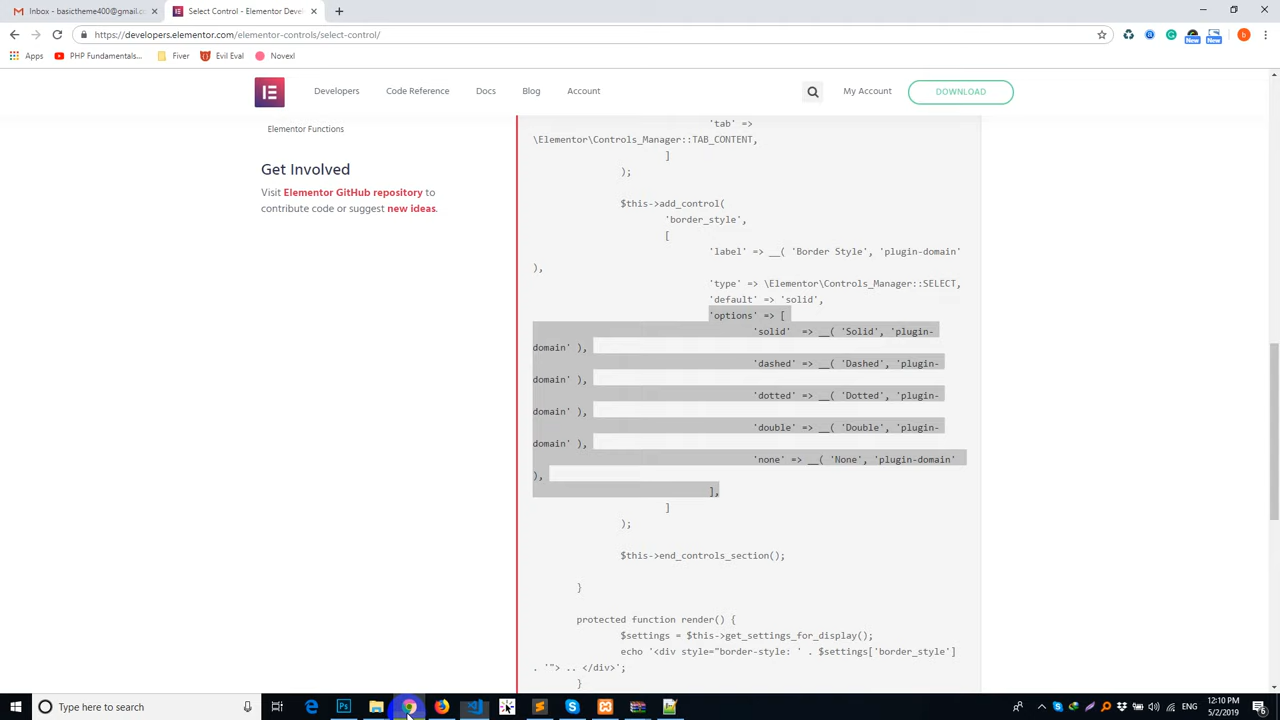 Inbox - basictheme400@gmail.co
Select Control - Elementor Deve
https://developers.elementor.com/elementor-controls/select-control/
Apps
PHP Fundamentals...
Fiver
Evil Eval
Novexl
New
New
b
Developers
Code Reference
Docs
Blog
Account
My Account
DOWNLOAD
Elementor Functions
Get Involved
Visit Elementor GitHub repository to
contribute code or suggest new ideas.
'tab' =>
\Elementor\Controls_Manager::TAB_CONTENT,
]
);
$this->add_control(
'border_style',
[
'label' => __( 'Border Style', 'plugin-domain'
),
'type' => \Elementor\Controls_Manager::SELECT,
'default' => 'solid',
'options' => [
'solid'  => __( 'Solid', 'plugin-
domain' ),
'dashed' => __( 'Dashed', 'plugin-
domain' ),
'dotted' => __( 'Dotted', 'plugin-
domain' ),
'double' => __( 'Double', 'plugin-
domain' ),
'none' => __( 'None', 'plugin-domain'
),
],
]
);
$this->end_controls_section();
}
protected function render() {
$settings = $this->get_settings_for_display();
echo '<div style="border-style: ' . $settings['border_style']
. '"> .. </div>';
}
Type here to search
ENG
12:10 PM
5/2/2019